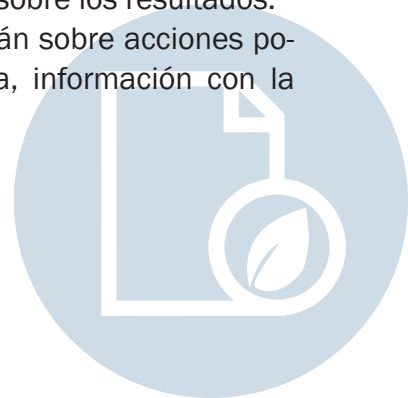 sobre los resultados.
án sobre acciones po-
a, información con la